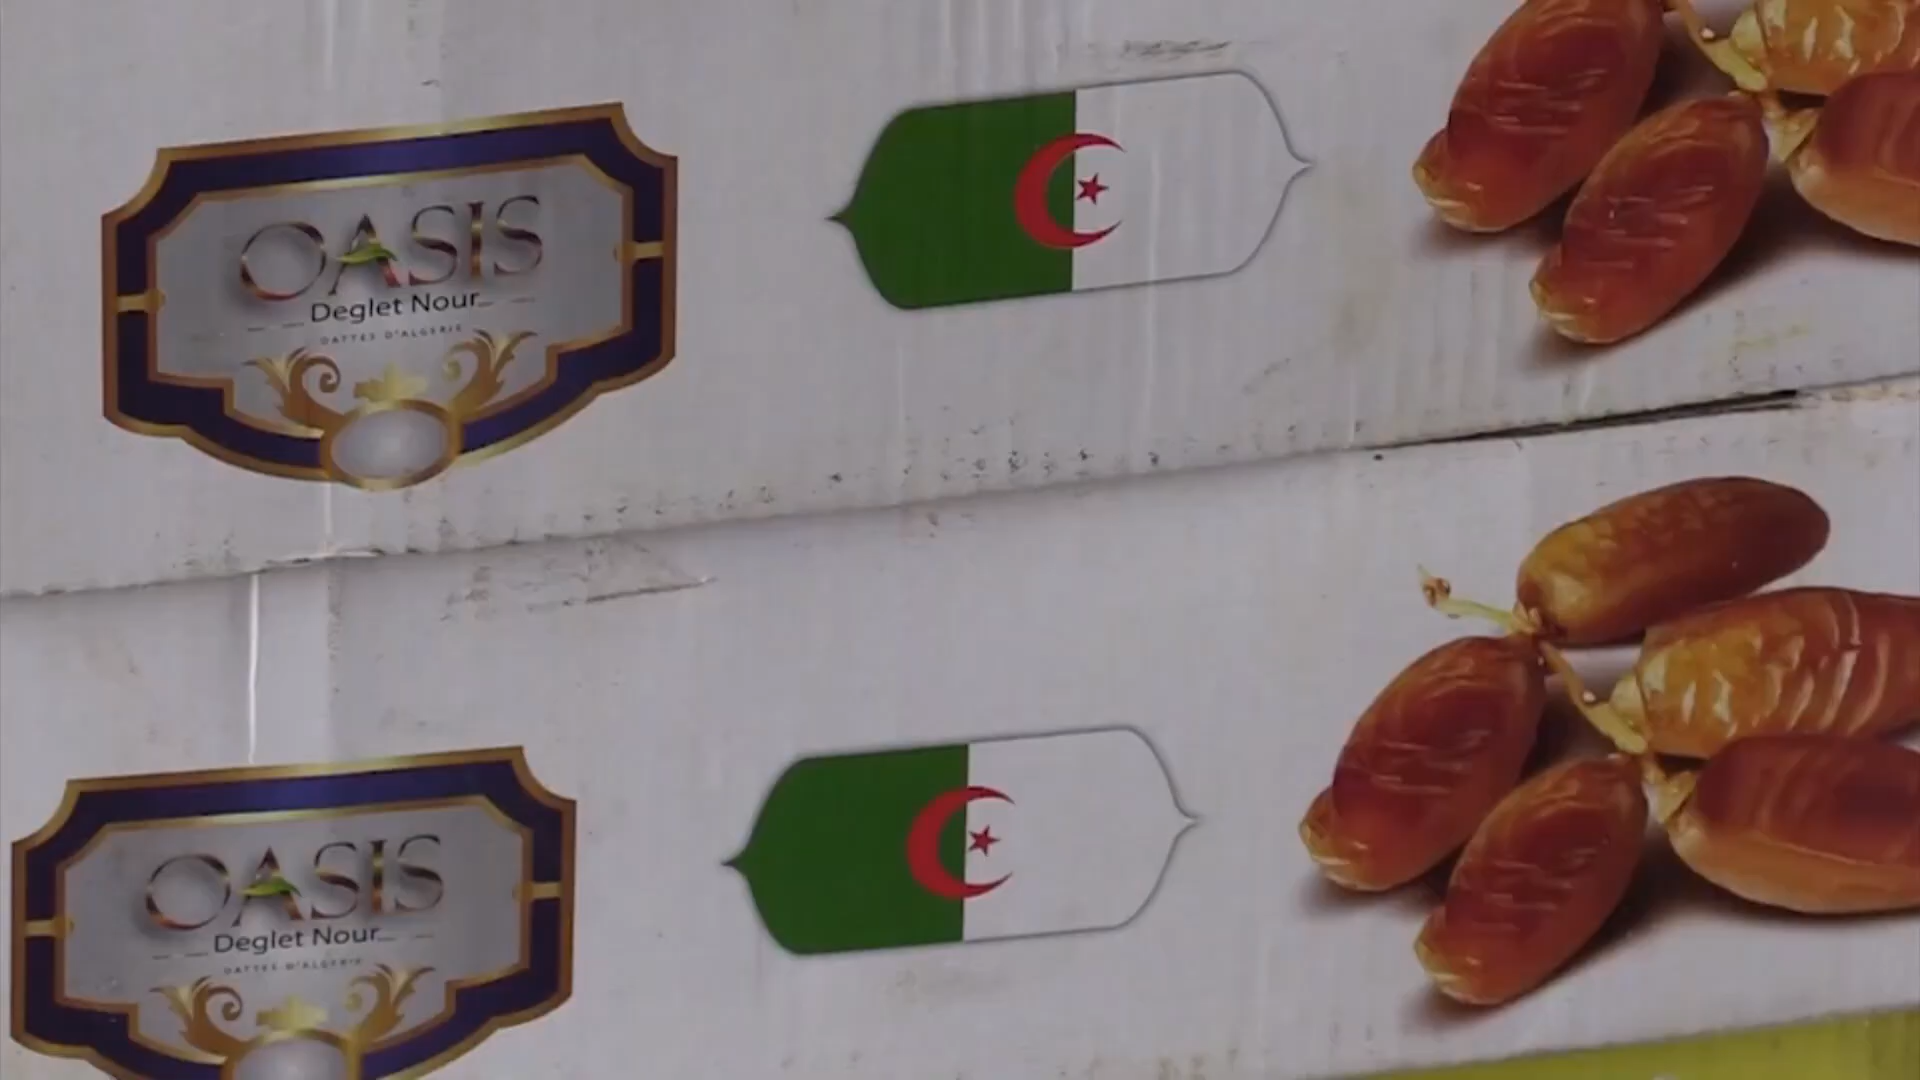 OASIS
Deglet Nour
DATTES D'ALGERIE
OASIS
Deglet Nour
DATTES D'ALGERIE